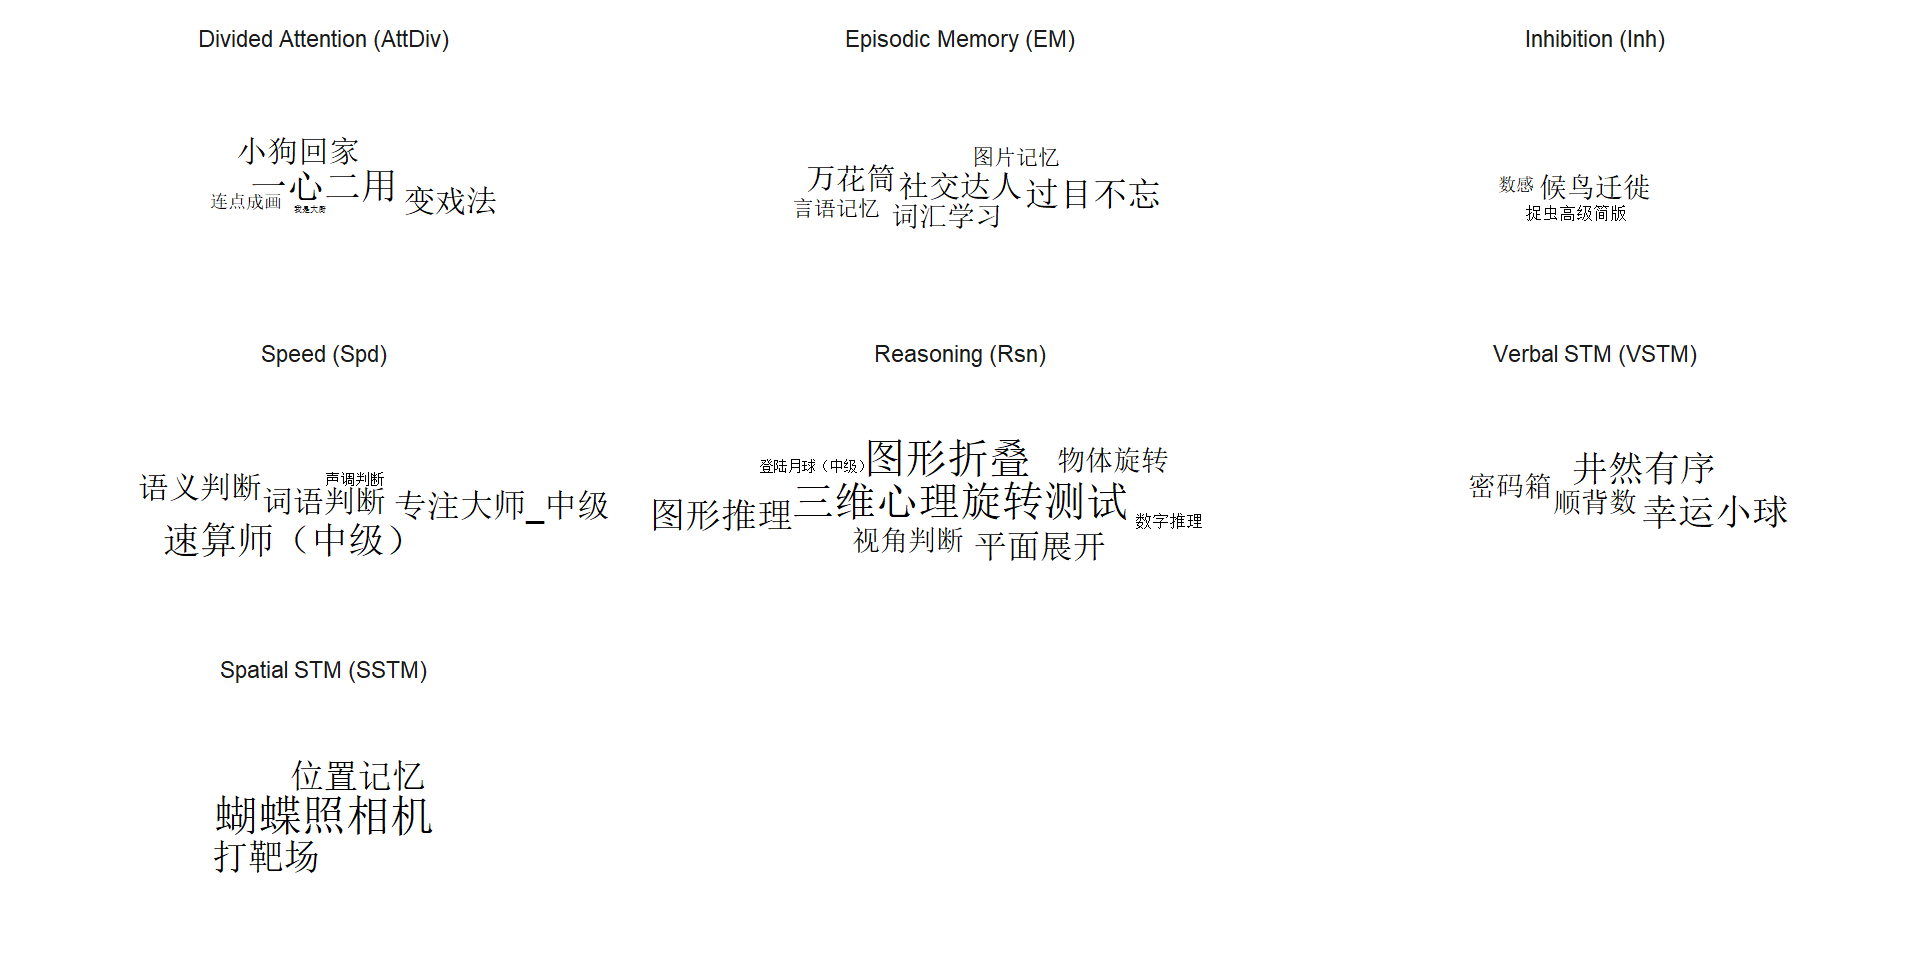 Divided Attention (AttDiv)
Episodic Memory (EM)
Inhibition (Inh)
小狗回家
一心二用
变戏法
连点成画
我是大厨
图片记忆
万花筒
社交达人
过目不忘
言语记忆
词汇学习
数感
候鸟迁徙
捉虫高级简版
Speed (Spd)
Reasoning (Rsn)
Verbal STM (VSTM)
声调判断
语义判断
词语判断
专注大师_中级
速算师（中级）
登陆月球（中级）
图形折叠
物体旋转
三维心理旋转测试
图形推理
数字推理
视角判断
平面展开
井然有序
密码箱
顺背数
幸运小球
Spatial STM (SSTM)
位置记忆
蝴蝶照相机
打靶场